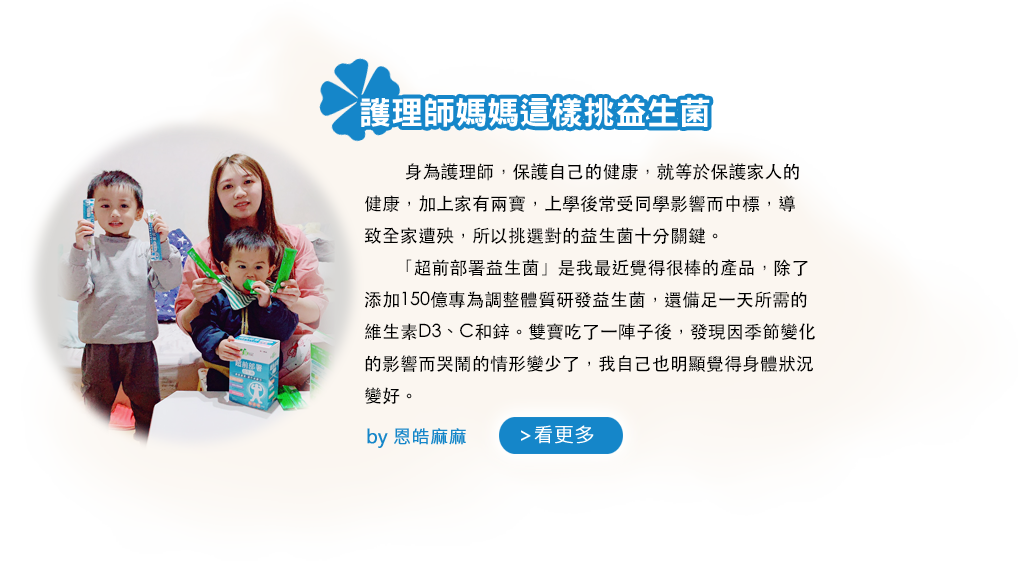 護理師媽媽這樣挑益生菌
身為護理師，保護自己的健康，就等於保護家人的
健康，加上家有兩寶，上學後常受同學影響而中標，導
致全家遭殃，所以挑選對的益生菌十分關鍵。
「超前部署益生菌」是我最近覺得很棒的產品，除了
添加150億專為調整體質研發益生菌，還備足一天所需的
維生素D3、C和鋅。雙寶吃了一陣子後，發現因季節變化
的影響而哭鬧的情形變少了，我自己也明顯覺得身體狀況
變好。
by 恩皓麻麻
>看更多
超前部署